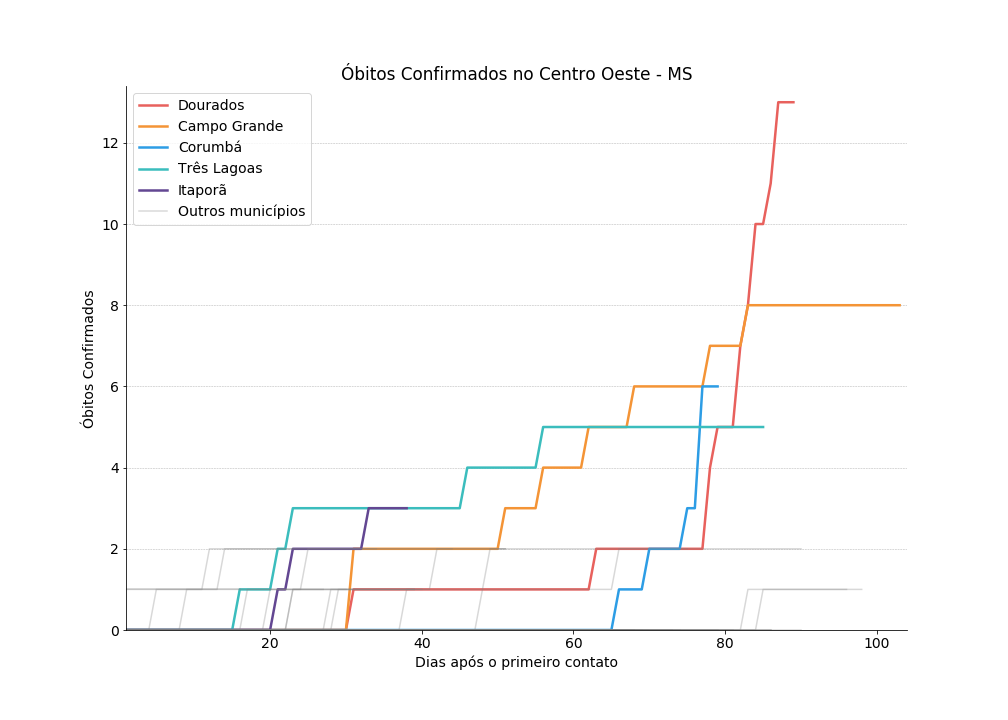 Óbitos Confirmados no Centro Oeste - MS
Dourados
Campo Grande
Corumbá
Três Lagoas
Itaporã
Outros municípios
Óbitos Confirmados
12
10
8
6
4
2
0
20
40
60
80
100
Dias após o primeiro contato